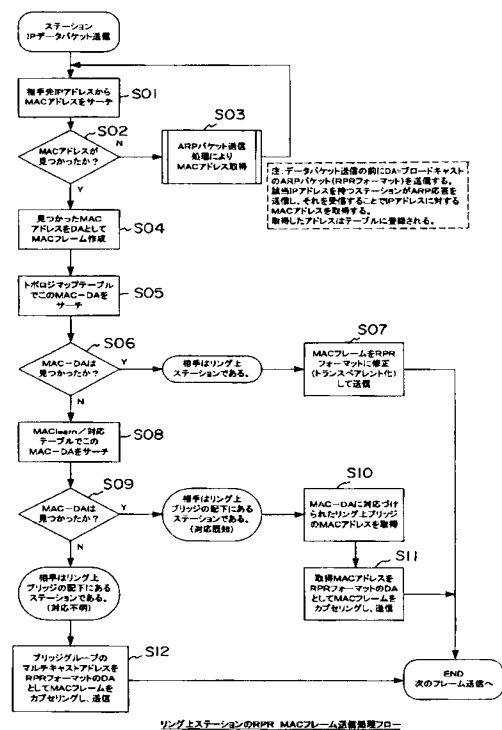 ステーション
IPデータパケット送信
S01
相手先IPアドレスから
MACアドレスをサーチ
S02
MACアドレスが
見つかったか?
N
Y
S03
ARPパケット送信
処理により
MACアドレス取得
注:データパケット送信の前にDA=ブロードキャスト
のARPパケット(RPRフォーマット)を送信する。
該当IPアドレスを持つステーションがARP応答を
送信し、それを受信することでIPアドレスに対する
MACアドレスを取得する。
取得したアドレスはテーブルに登録される。
S04
見つかったMAC
アドレスをDAとして
MACフレーム作成
S05
トポロジマップテーブル
でこのMAC-DAを
サーチ
S06
MAC-DAは
見つかったか?
Y
N
相手はリング上
ステーションである。
S07
MACフレームをRPR
フォーマットに修正
(トランスペアレント化)
して送信
S08
MAClearn/対応
テーブルでこの
MAC-DAをサーチ
S09
MAC-DAは
見つかったか?
Y
N
相手はリング上
ブリッジの配下にある
ステーションである。
(対応既知)
S10
MAC-DAに対応づけ
られたリング上ブリッジ
のMACアドレスを取得
S11
取得MACアドレスを
RPRフォーマットのDA
としてMACフレームを
カプセリングし、送信
相手はリング上
ブリッジの配下にある
ステーションである。
(対応不明)
S12
ブリッジグループの
マルチキャストアドレスを
RPRフォーマットのDA
としてMACフレームを
カプセリングし、送信
END
次のフレーム送信へ
リング上ステーションのRPR MACフレーム送信処理フロー